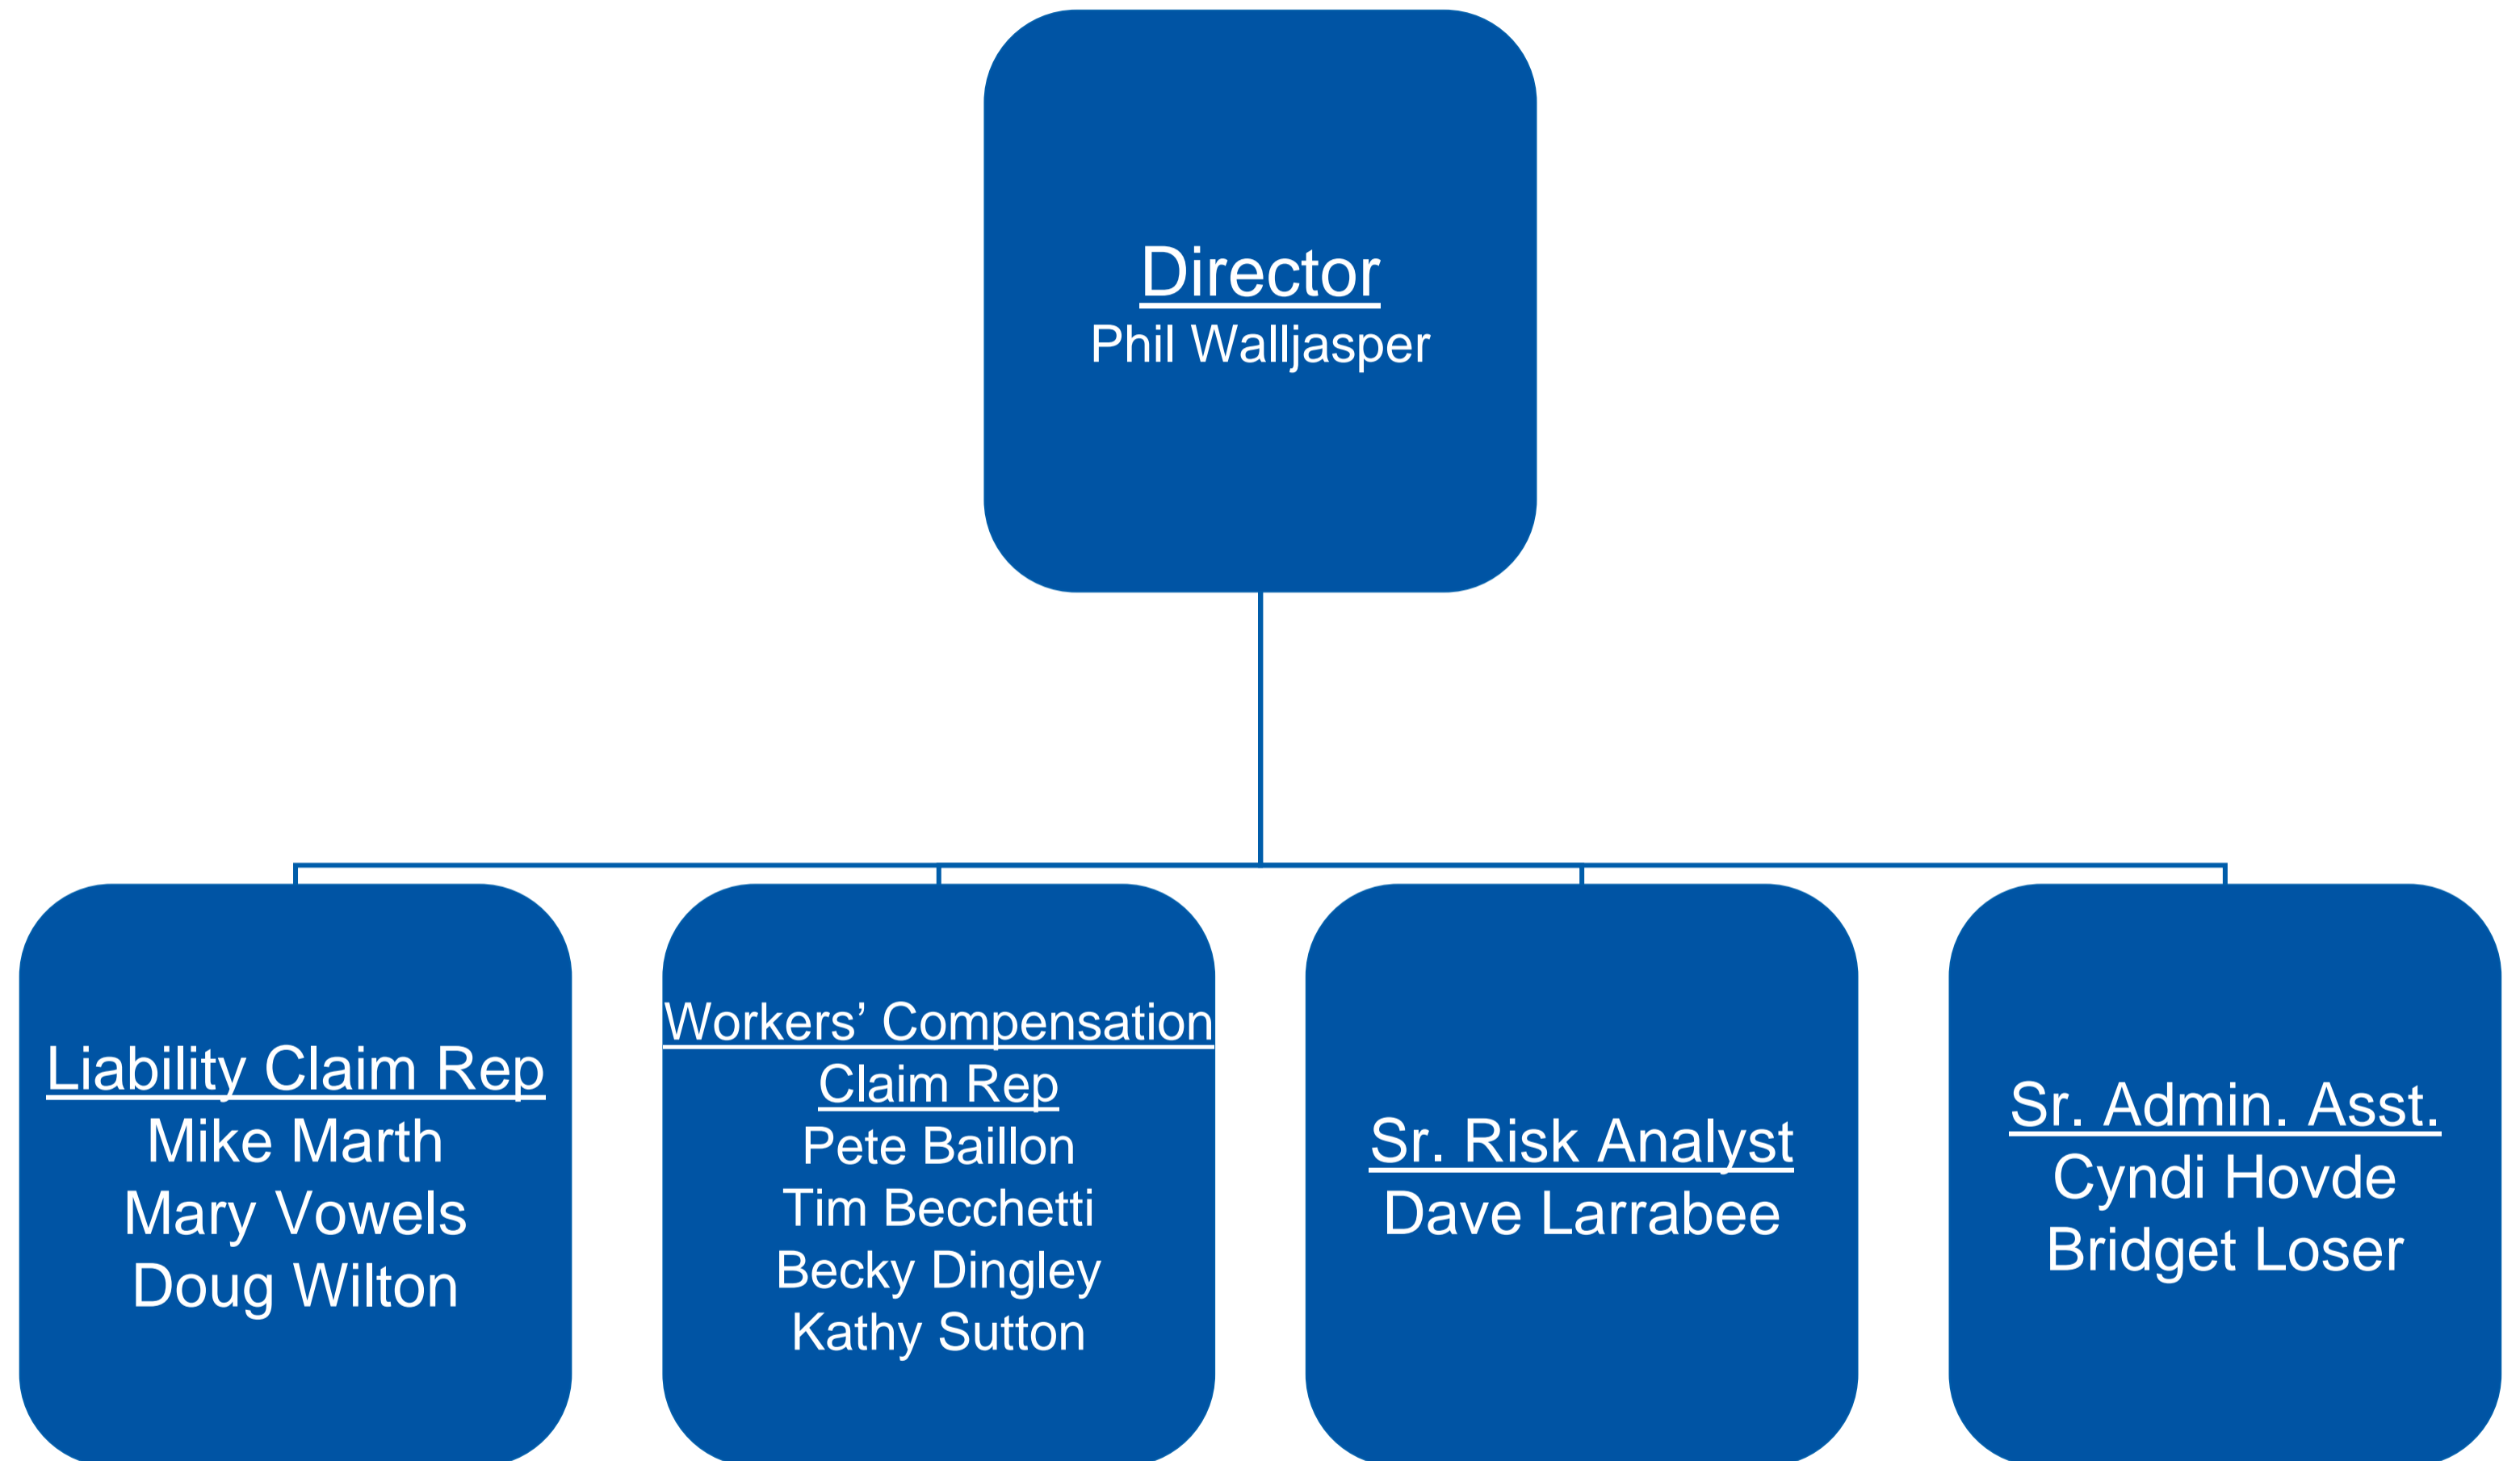 Director
Phil Walljasper
Liability Claim Rep
Mike Marth
Mary Vowels
Doug Wilton
Workers’ Compensation
Claim Rep
Pete Baillon
Tim Becchetti
Becky Dingley
Kathy Sutton
Sr. Risk Analyst
Dave Larrabee
Sr. Admin. Asst.
Cyndi Hovde
Bridget Loser